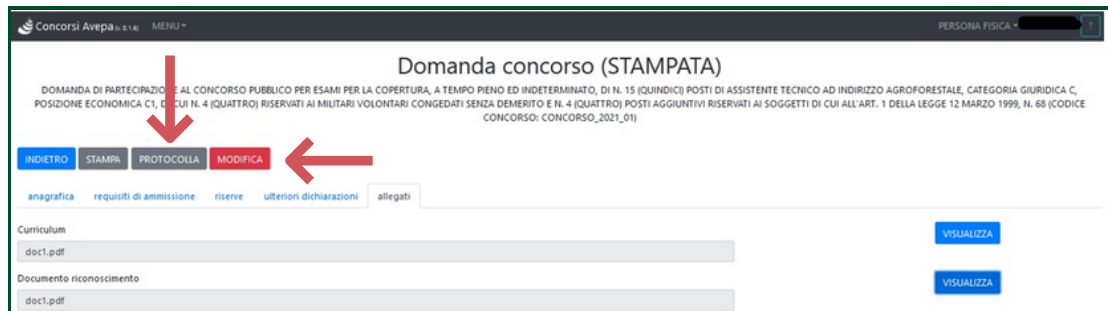 Concorsi Avepa (v. 0.1.6) MENU PERSONA FISICA ?
Domanda concorso (STAMPATA)
DOMANDA DI PARTECIPAZIONE AL CONCORSO PUBBLICO PER ESAMI PER LA COPERTURA, A TEMPO PIENO ED INDETERMINATO, DI N. 15 (QUINDICI) POSTI DI ASSISTENTE TECNICO AD INDIRIZZO AGROFORESTALE, CATEGORIA GIURIDICA C,
POSIZIONE ECONOMICA C1, DI CUI N. 4 (QUATTRO) RISERVATI AI MILITARI VOLONTARI CONGEDATI SENZA DEMERITO E N. 4 (QUATTRO) POSTI AGGIUNTIVI RISERVATI AI SOGGETTI DI CUI ALL'ART. 1 DELLA LEGGE 12 MARZO 1999, N. 68 (CODICE
CONCORSO: CONCORSO_2021_01)
INDIETRO STAMPA PROTOCOLLA MODIFICA
anagrafica requisiti di ammissione riserve ulteriori dichiarazioni allegati
Curriculum
VISUALIZZA
doc1.pdf
Documento riconoscimento
VISUALIZZA
doc1.pdf